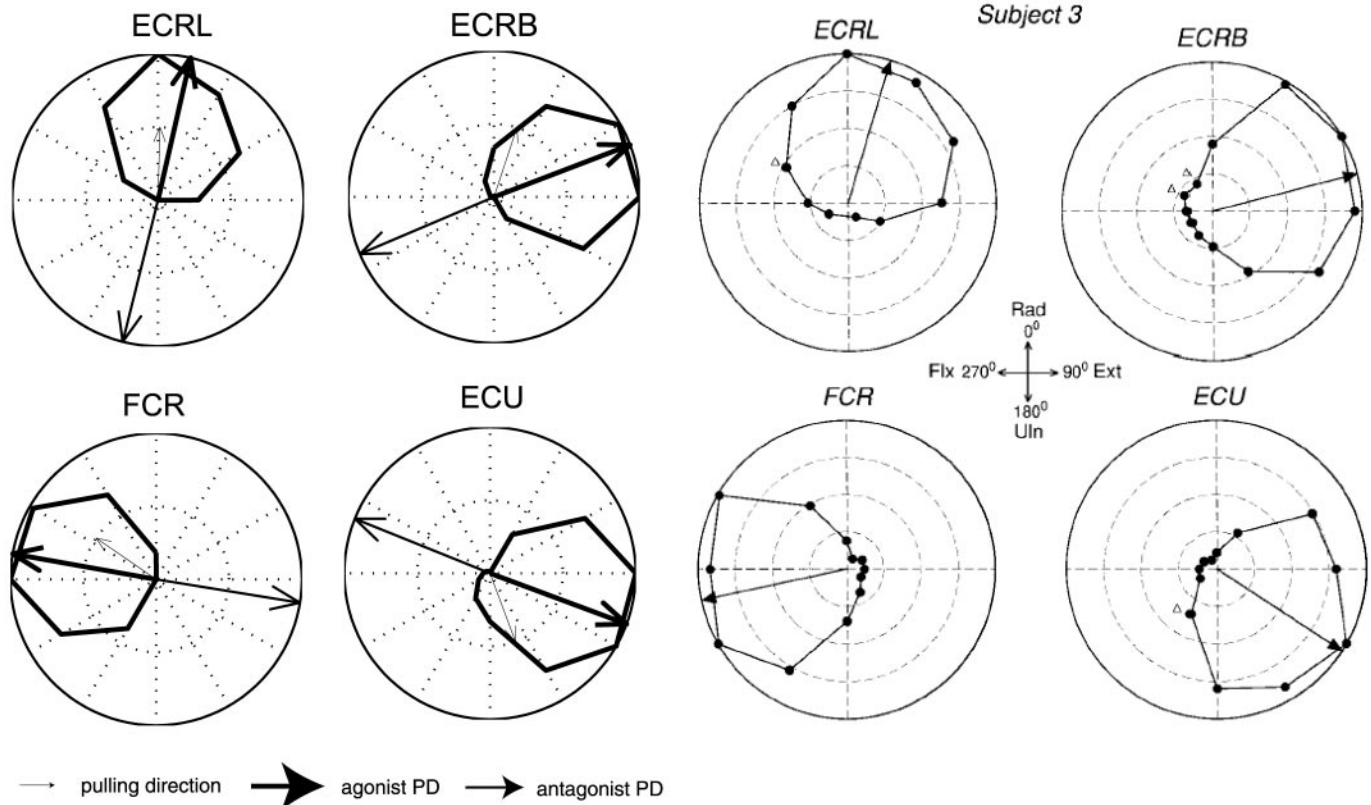 Subject 3
ECRL
ECRB
ECRL
ECRB
Rad
0⁰
Flx 270⁰
90⁰ Ext
180⁰
Uln
FCR
ECU
FCR
ECU
pulling direction
agonist PD
antagonist PD